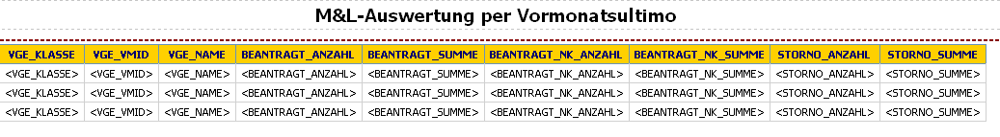 M&L-Auswertung per Vormonatsultimo
VGE_KLASSE VGE_VMID VGE_NAME BEANTRAGT_ANZAHL BEANTRAGT_SUMME BEANTRAGT_NK_ANZAHL BEANTRAGT_NK_SUMME STORNO_ANZAHL STORNO_SUMME
<VGE_KLASSE> <VGE_VMID> <VGE_NAME> <BEANTRAGT_ANZAHL> <BEANTRAGT_SUMME> <BEANTRAGT_NK_ANZAHL> <BEANTRAGT_NK_SUMME> <STORNO_ANZAHL> <STORNO_SUMME>
<VGE_KLASSE> <VGE_VMID> <VGE_NAME> <BEANTRAGT_ANZAHL> <BEANTRAGT_SUMME> <BEANTRAGT_NK_ANZAHL> <BEANTRAGT_NK_SUMME> <STORNO_ANZAHL> <STORNO_SUMME>
<VGE_KLASSE> <VGE_VMID> <VGE_NAME> <BEANTRAGT_ANZAHL> <BEANTRAGT_SUMME> <BEANTRAGT_NK_ANZAHL> <BEANTRAGT_NK_SUMME> <STORNO_ANZAHL> <STORNO_SUMME>